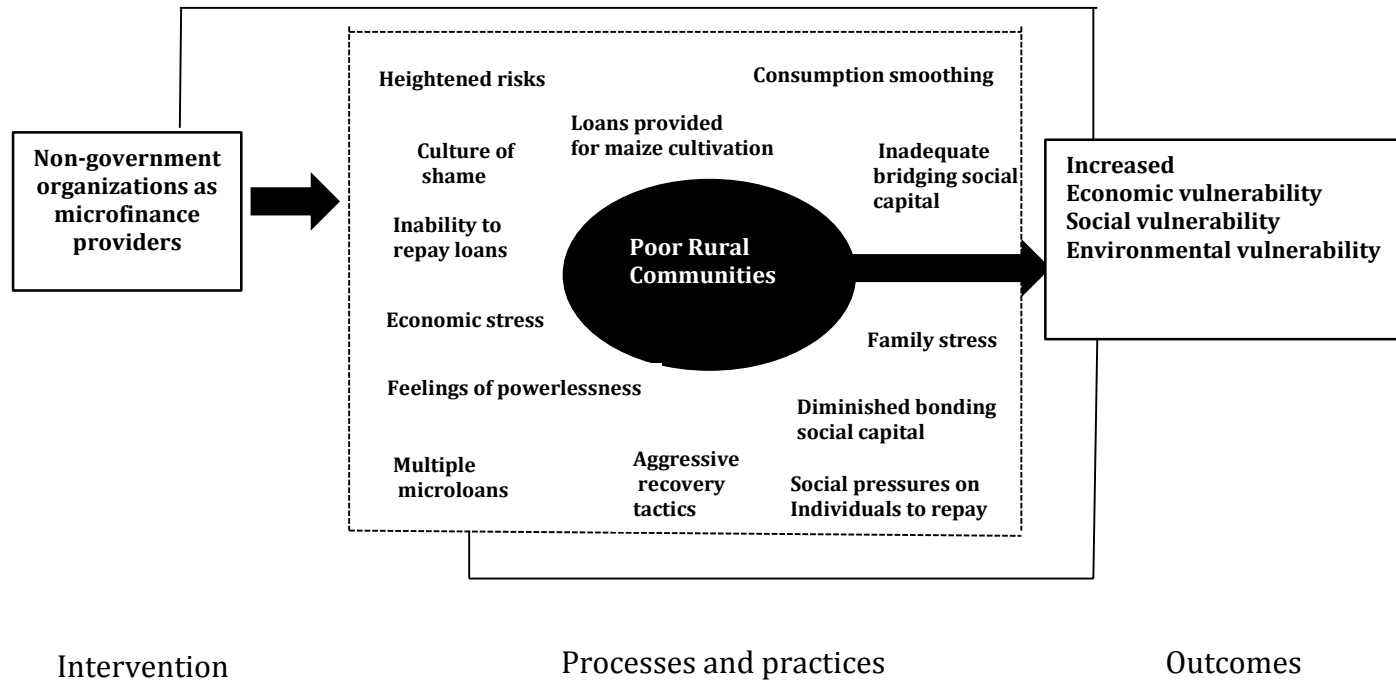 Non-government
organizations as
microfinance
providers
Heightened risks
Consumption smoothing
Loans provided
for maize cultivation
Culture of
shame
Inadequate
bridging social
capital
Inability to
repay loans
Poor Rural
Communities
Economic stress
Family stress
Feelings of powerlessness
Diminished bonding
social capital
Multiple
microloans
Aggressive
recovery
tactics
Social pressures on
Individuals to repay
Increased
Economic vulnerability
Social vulnerability
Environmental vulnerability
Intervention
Processes and practices
Outcomes